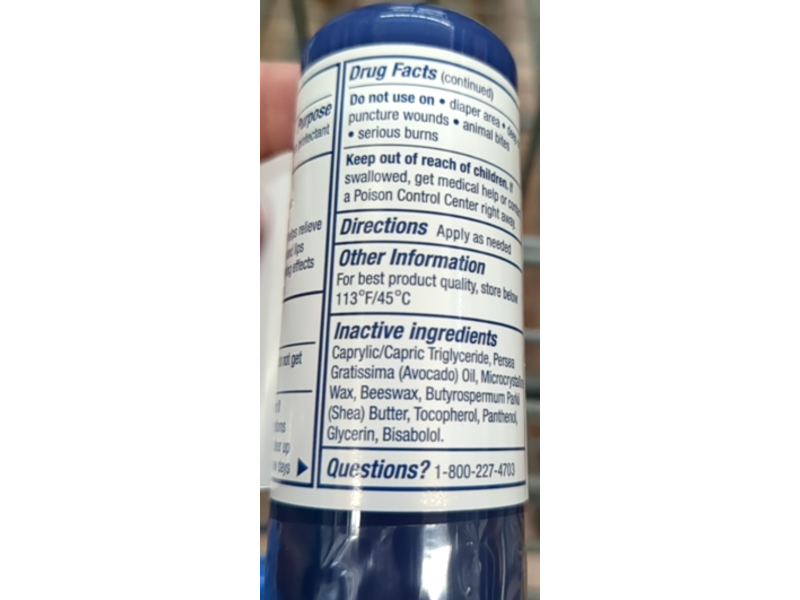 Purpose
protectant
relieve
lips
effects
not get
days
Drug Facts (continued)
Do not use on • diaper area •
puncture wounds • animal bites
• serious burns
Keep out of reach of children. If
swallowed, get medical help or
a Poison Control Center right away.
Directions Apply as needed
Other Information
For best product quality, store below
113°F/45°C
Inactive ingredients
Caprylic/Capric Triglyceride, Persea
Gratissima (Avocado) Oil,
Wax, Beeswax, Butyrospermum
(Shea) Butter, Tocopherol, Panthenol,
Glycerin, Bisabolol.
Questions? 1-800-227-4703